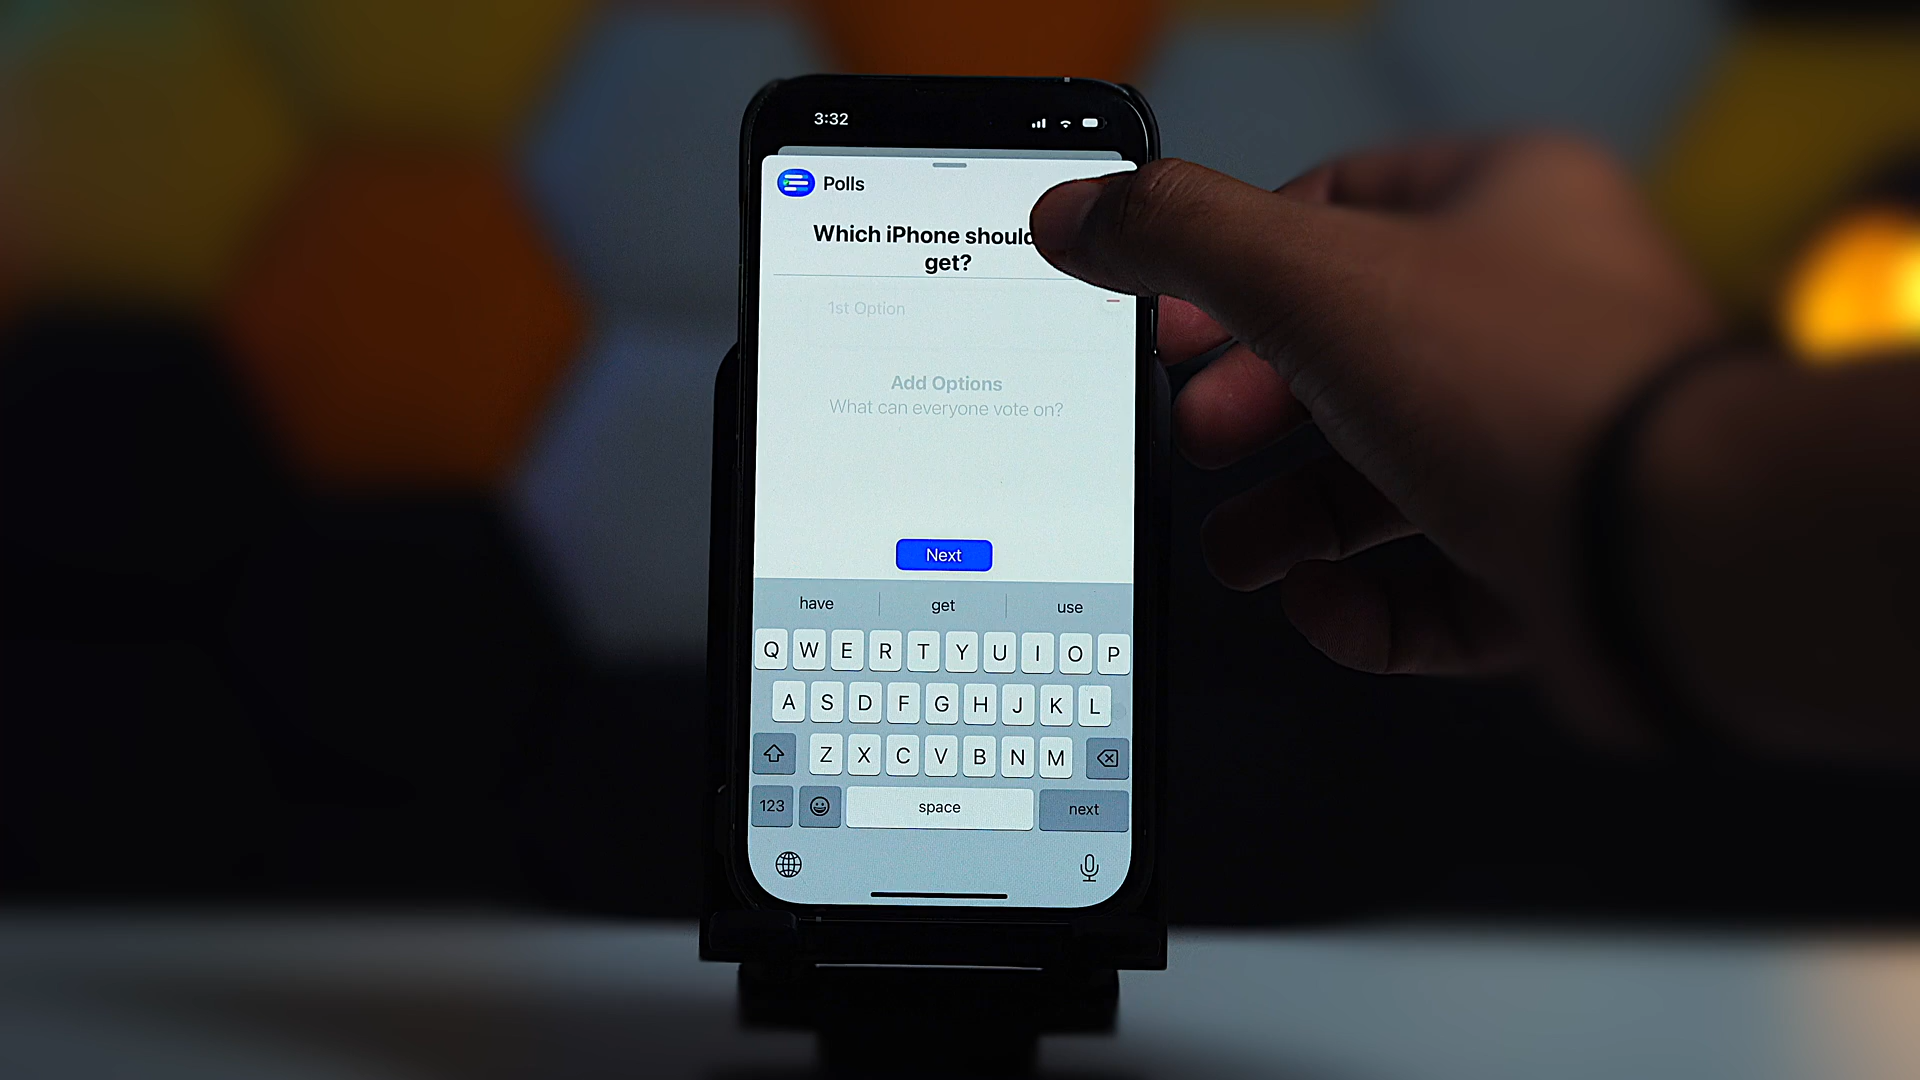 3:32
Polls
Which iPhone should
get?
1st Option
Add Options
What can everyone vote on?
Next
have get use
Q W E R T Y U I O P
A S D F G H J K L
Z X C V B N M
123 space next